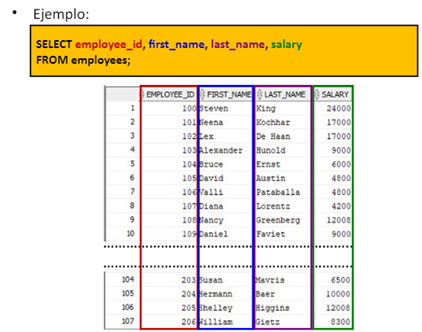 • Ejemplo:
SELECT employee_id, first_name, last_name, salary
FROM employees;
EMPLOYEE_ID FIRST_NAME LAST_NAME SALARY
1 100 Steven King 24000
2 101 Neena Kochhar 17000
3 102 Lex De Haan 17000
4 103 Alexander Hunold 9000
5 104 Bruce Ernst 6000
6 105 David Austin 4800
7 106 Valli Pataballa 4800
8 107 Diana Lorentz 4200
9 108 Nancy Greenberg 12008
10 109 Daniel Faviet 9000
104 203 Susan Mavris 6500
105 204 Hermann Baer 10000
106 205 Shelley Higgins 12008
107 206 William Gietz 8300